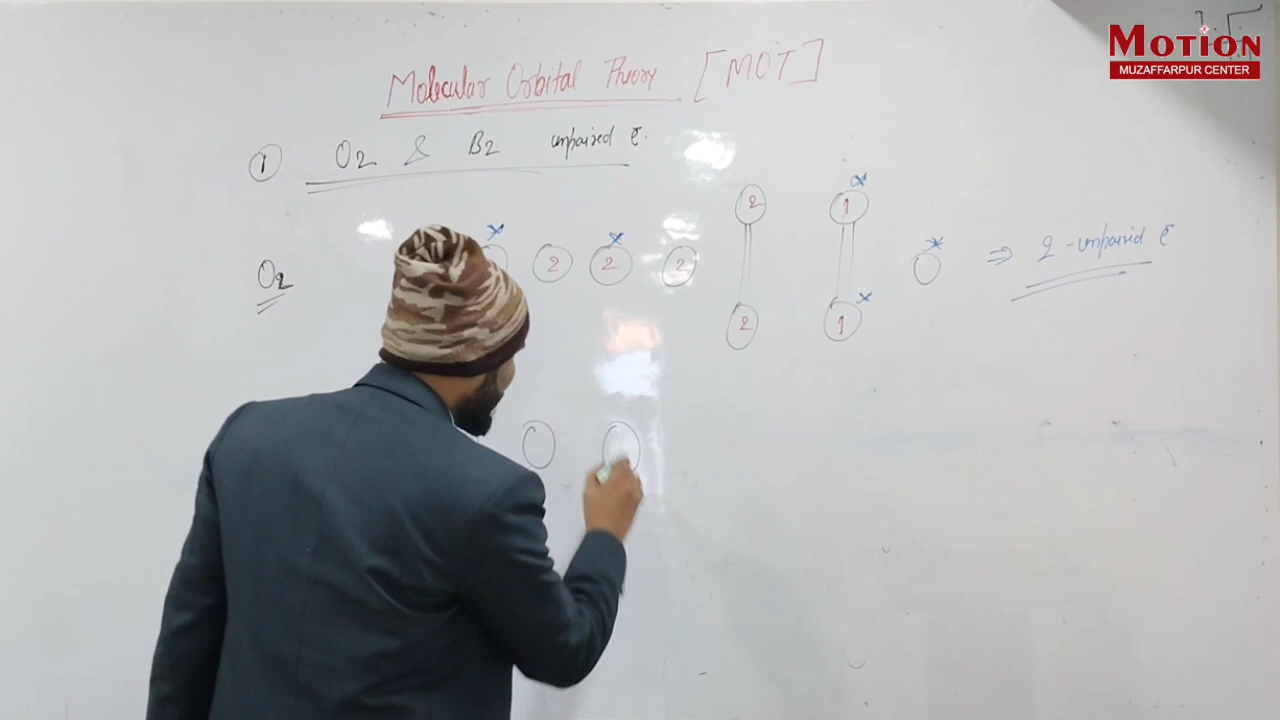 MOTION
MUZAFFARPUR CENTER
Molecular Orbital Theory [MOT]
① O2 & B2 unpaired e̅.
O2 * 2 2 * 2 2 2 1 * 1 * * ⇒ 2-unpaired e̅